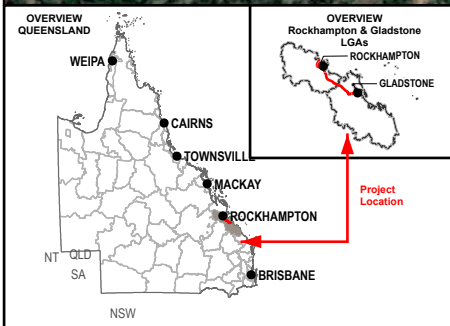 OVERVIEW
QUEENSLAND
WEIPA
CAIRNS
TOWNSVILLE
MACKAY
ROCKHAMPTON
BRISBANE
NT
QLD
SA
NSW
OVERVIEW
Rockhampton & Gladstone
LGAs
ROCKHAMPTON
GLADSTONE
Project
Location